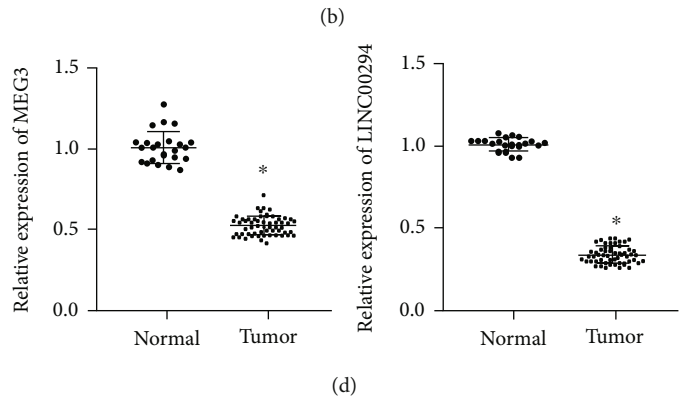 (b)
Relative expression of MEG3
1.5
1.0
0.5
0.0
*
Normal
Tumor
Relative expression of LINC00294
1.5
1.0
0.5
0.0
*
Normal
Tumor
(d)